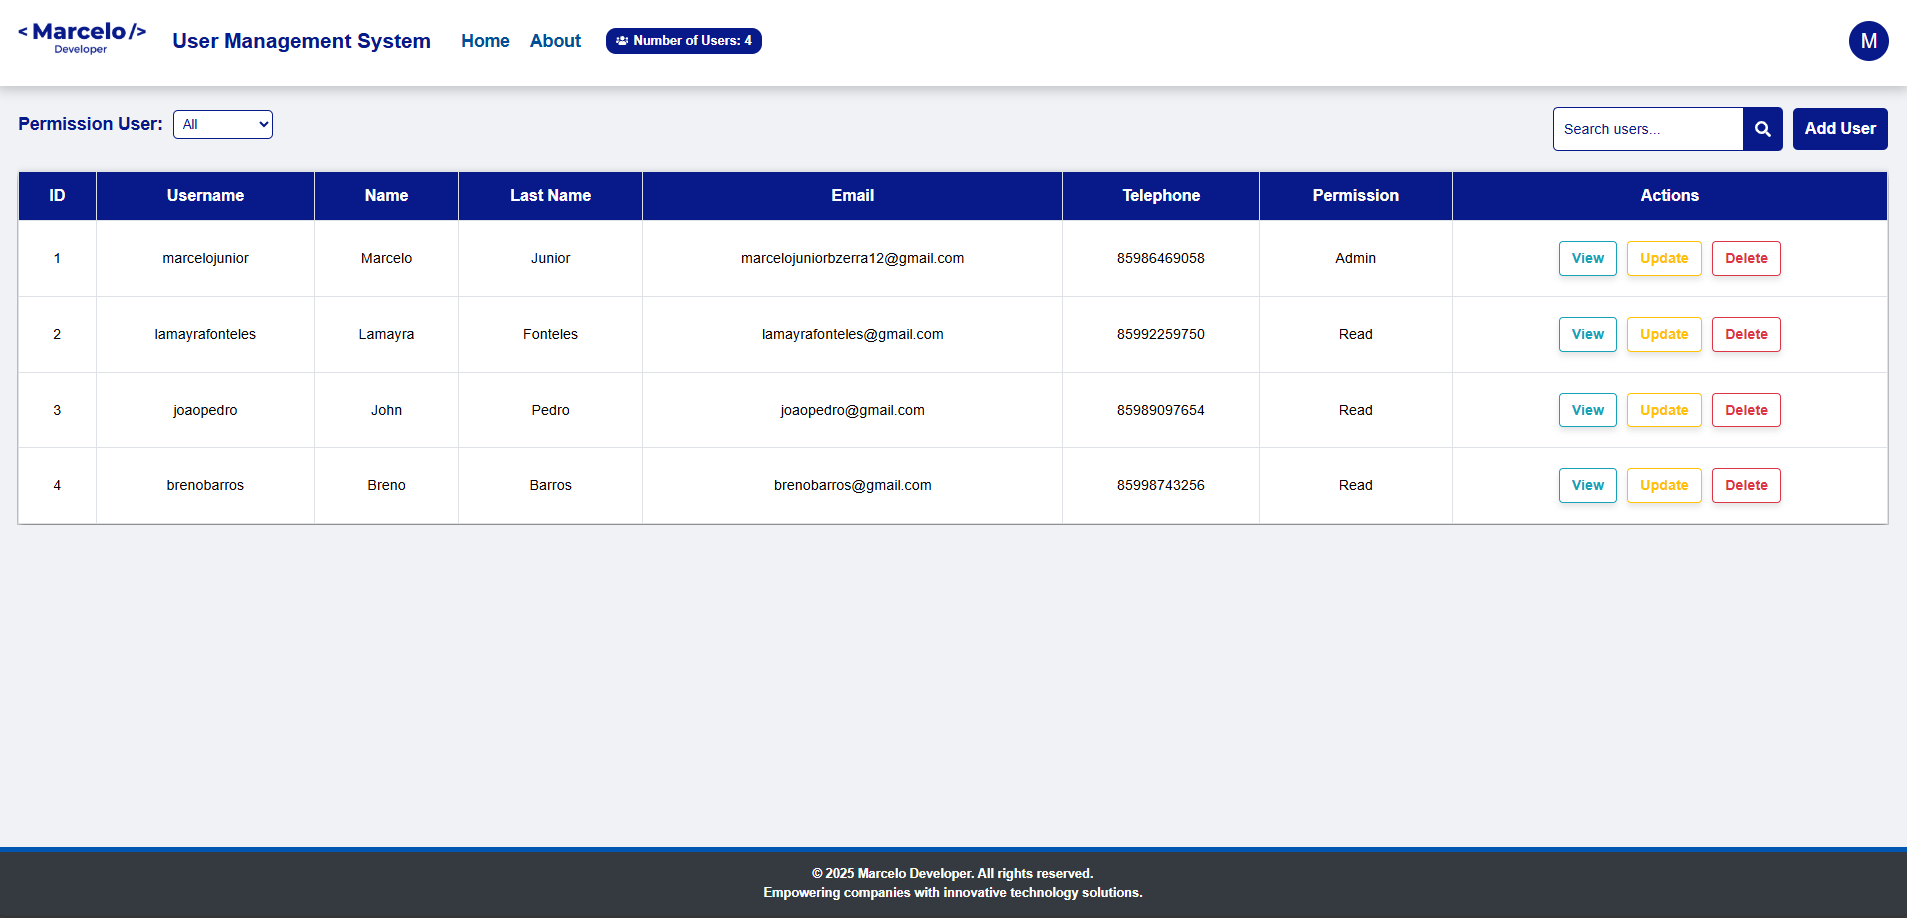 < Marcelo />
Developer
User Management System Home About Number of Users: 4 M
Permission User: All Search users... Add User
ID Username Name Last Name Email Telephone Permission Actions
1 marcelojunior Marcelo Junior marcelojuniorbzerra12@gmail.com 85986469058 Admin View Update Delete
2 lamayrafonteles Lamayra Fonteles lamayrafonteles@gmail.com 85992259750 Read View Update Delete
3 joaopedro John Pedro joaopedro@gmail.com 85989097654 Read View Update Delete
4 brenobarros Breno Barros brenobarros@gmail.com 85998743256 Read View Update Delete
© 2025 Marcelo Developer. All rights reserved.
Empowering companies with innovative technology solutions.